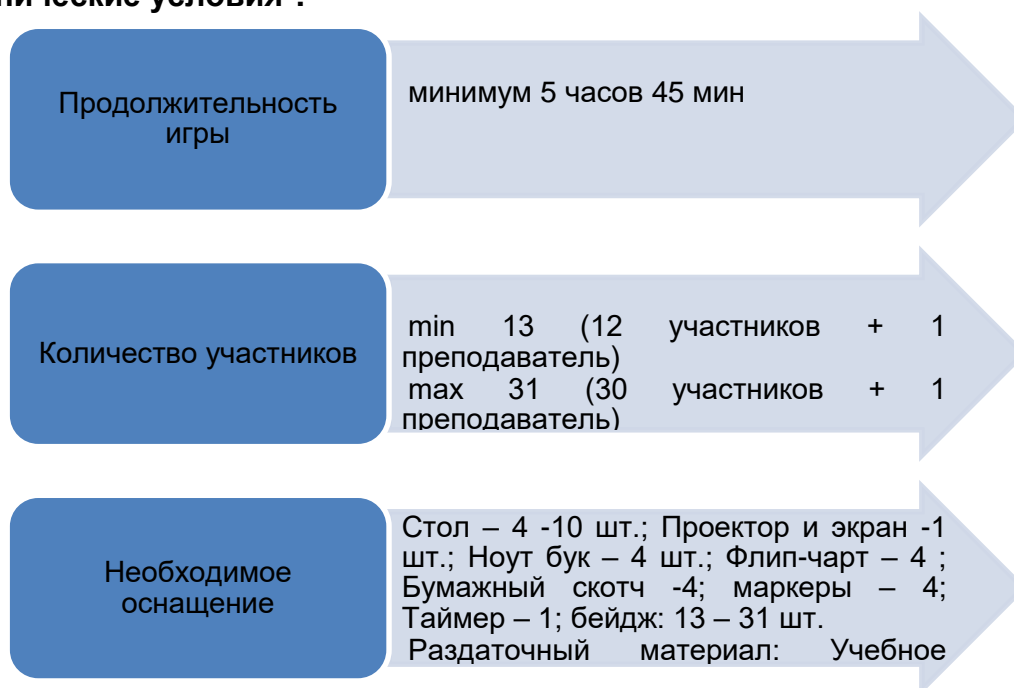 условия".
Продолжительность
игры
минимум 5 часов 45 мин
Количество участников
min 13 (12 участников + 1
преподаватель)
max 31 (30 участников + 1
преподаватель)
Необходимое
оснащение
Стол – 4 -10 шт.; Проектор и экран -1
шт.; Ноут бук – 4 шт.; Флип-чарт – 4 ;
Бумажный скотч -4; маркеры – 4;
Таймер – 1; бейдж: 13 – 31 шт.
Раздаточный материал: Учебное